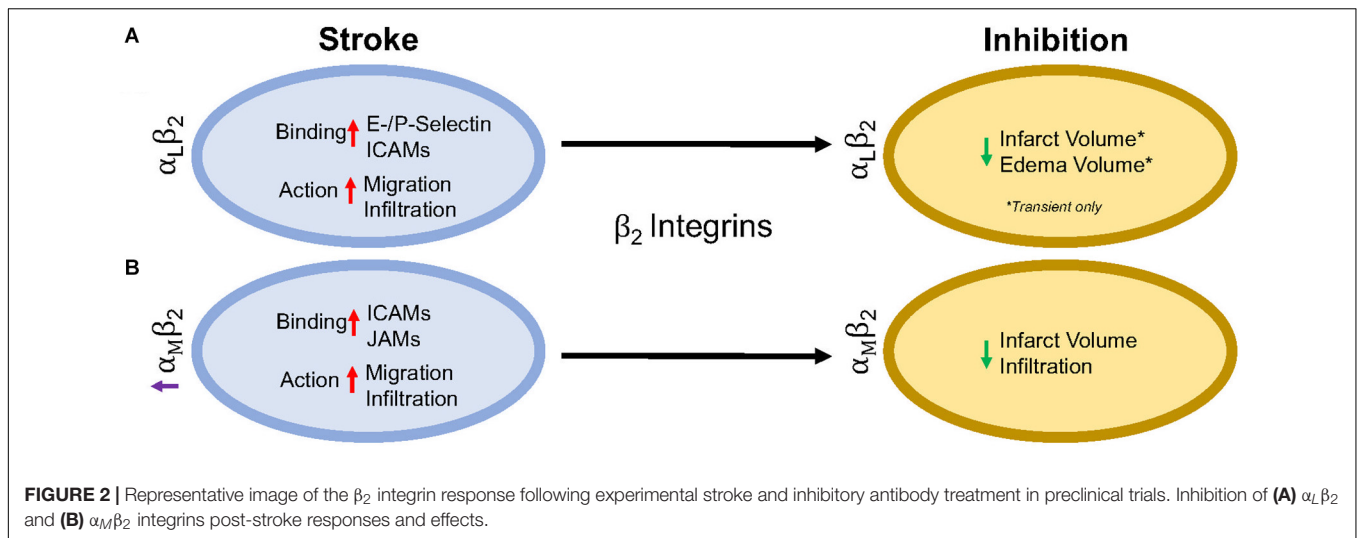 A
Stroke
Inhibition
αLβ2
Binding E-/P-Selectin
ICAMs
Action Migration
Infiltration
αLβ2
Infarct Volume*
Edema Volume*
*Transient only
β2 Integrins
B
αMβ2
Binding ICAMs
JAMs
Action Migration
Infiltration
αMβ2
Infarct Volume
Infiltration
FIGURE 2 | Representative image of the β2 integrin response following experimental stroke and inhibitory antibody treatment in preclinical trials. Inhibition of (A) αLβ2
and (B) αMβ2 integrins post-stroke responses and effects.